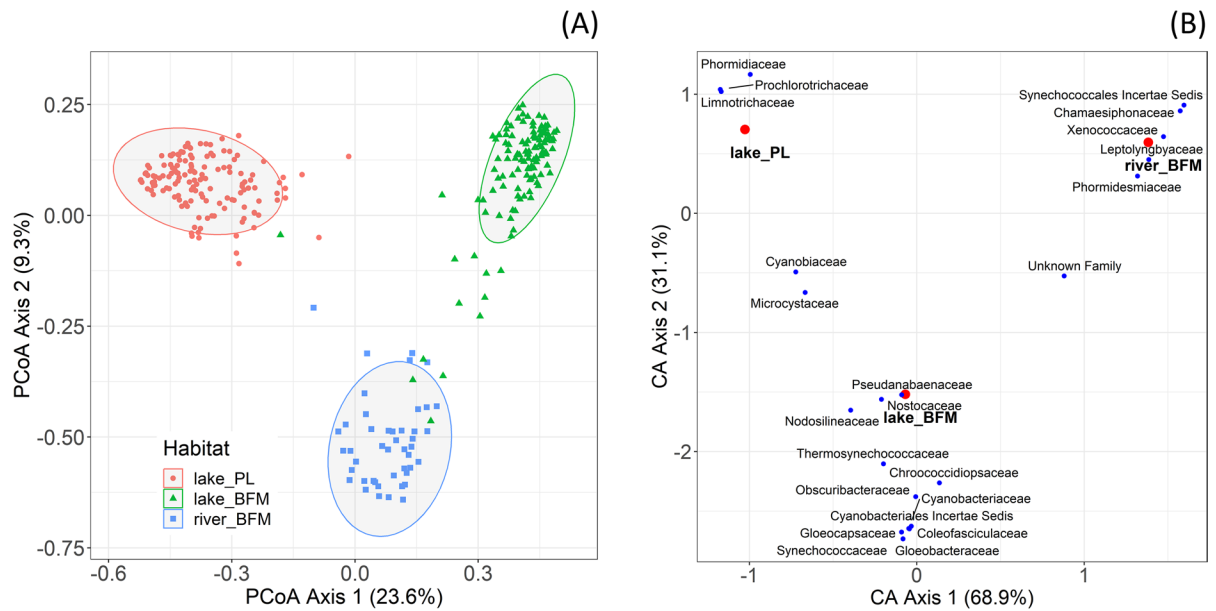 (A)
0.25
0.00
-0.25
-0.50
-0.75
-0.6
-0.3
0.0
0.3
PCoA Axis 2 (9.3%)
PCoA Axis 1 (23.6%)
Habitat
lake_PL
lake_BFM
river_BFM
(B)
1
0
-1
-2
-1
0
1
CA Axis 2 (31.1%)
CA Axis 1 (68.9%)
Phormidiaceae
Prochlorotrichaceae
Limnotrichaceae
lake_PL
Synechococcales Incertae Sedis
Chamaesiphonaceae
Xenococcaceae
Leptolyngbyaceae
river_BFM
Phormidesmiaceae
Cyanobiaceae
Unknown Family
Microcystaceae
Pseudanabaenaceae
Nostocaceae
Nodosilineaceae
lake_BFM
Thermosynechococcaceae
Chroococcidiopsaceae
Obscuribacteraceae
Cyanobacteriaceae
Cyanobacteriales Incertae Sedis
Gloeocapsaceae
Coleofasciculaceae
Synechococcaceae
Gloeobacteraceae